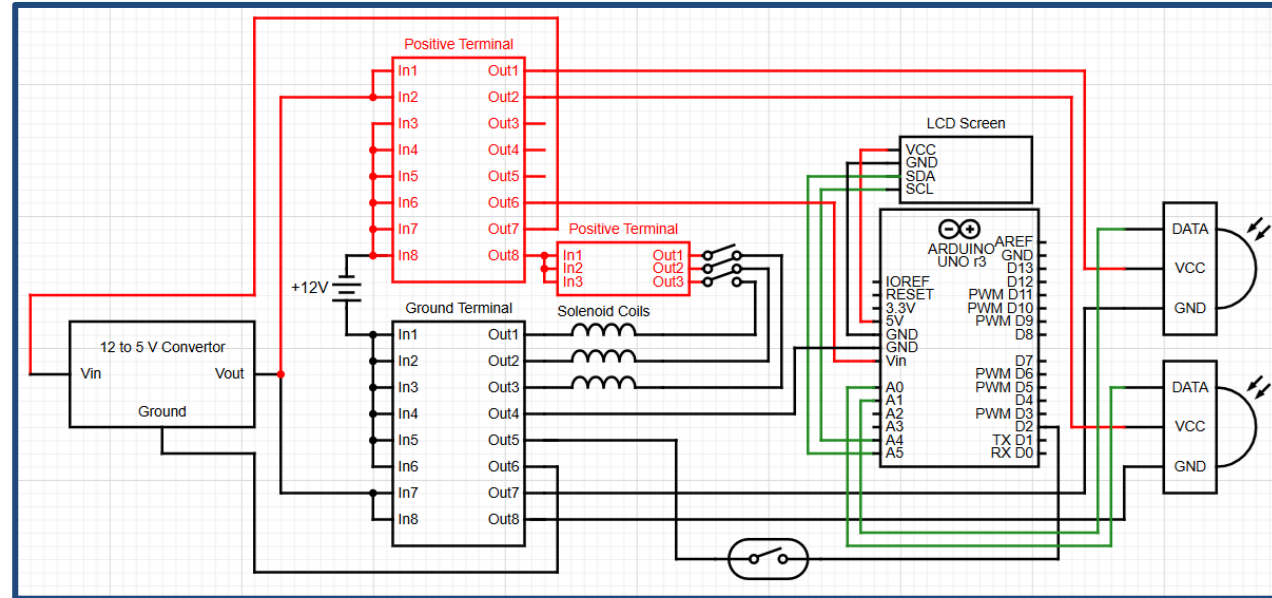 Positive Terminal
In1
In2
In3
In4
In5
In6
In7
In8
Out1
Out2
Out3
Out4
Out5
Out6
Out7
Out8
Positive Terminal
In1
In2
In3
Out1
Out2
Out3
+12V
Ground Terminal
In1
In2
In3
In4
In5
In6
In7
In8
Out1
Out2
Out3
Out4
Out5
Out6
Out7
Out8
Solenoid Coils
12 to 5 V Convertor
Vin
Vout
Ground
LCD Screen
VCC
GND
SDA
SCL
ARDUINO
UNO r3
IOREF
RESET
3.3V
5V
GND
GND
Vin
A0
A1
A2
A3
A4
A5
AREF
GND
D13
D12
PWM D11
PWM D10
PWM D9
D8
D7
PWM D6
PWM D5
D4
PWM D3
D2
TX D1
RX D0
DATA
VCC
GND
DATA
VCC
GND